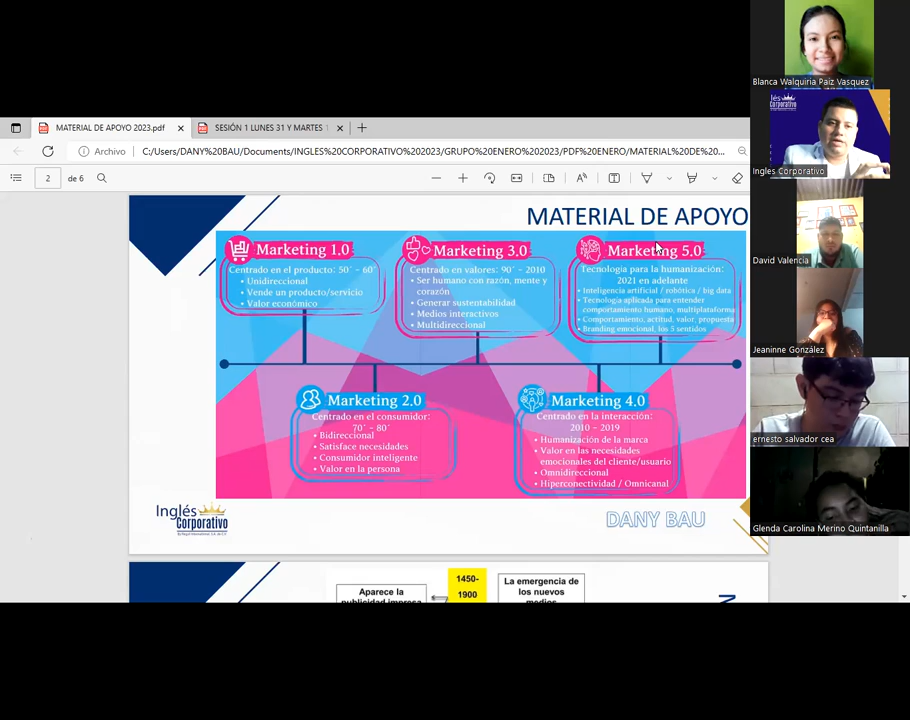 MATERIAL DE APOYO 2023.pdf
SESIÓN 1 LUNES 31 Y MARTES
Archivo
C:/Users/DANY%20BAU/Documents/INGLES%20CORPORATIVO%202023/GRUPO%20ENERO%202023/PDF%20ENERO/MATERIAL%20DE%20...
2
de 6
MATERIAL DE APOYO
Marketing 1.0
Centrado en el producto: 50´ - 60´
• Unidireccional
• Vende un producto/servicio
• Valor económico
Marketing 3.0
Centrado en valores: 90´ - 2010
• Ser humano con razón, mente y
corazón
• Generar sustentabilidad
• Medios interactivos
• Multidireccional
Marketing 5.0
Tecnología para la humanización:
2021 en adelante
• Inteligencia artificial / robótica / big data
• Tecnología aplicada para entender
comportamiento humano, multiplataforma
• Comportamiento, actitud, valor, propuesta
• Branding emocional, los 5 sentidos
Marketing 2.0
Centrado en el consumidor:
70´ - 80´
• Bidireccional
• Satisface necesidades
• Consumidor inteligente
• Valor en la persona
Marketing 4.0
Centrado en la interacción:
2010 - 2019
• Humanización de la marca
• Valor en las necesidades
emocionales del cliente/usuario
• Omnidireccional
• Hiperconectividad / Omnicanal
Inglés
Corporativo
DANY BAU
Aparece la
publicidad impresa
1450-
1900
La emergencia de
los nuevos
medios
Blanca Walquiria Paiz Vasquez
Inglés
Corporativo
Ingles Corporativo
David Valencia
Jeaninne González
ernesto salvador cea
Glenda Carolina Merino Quintanilla